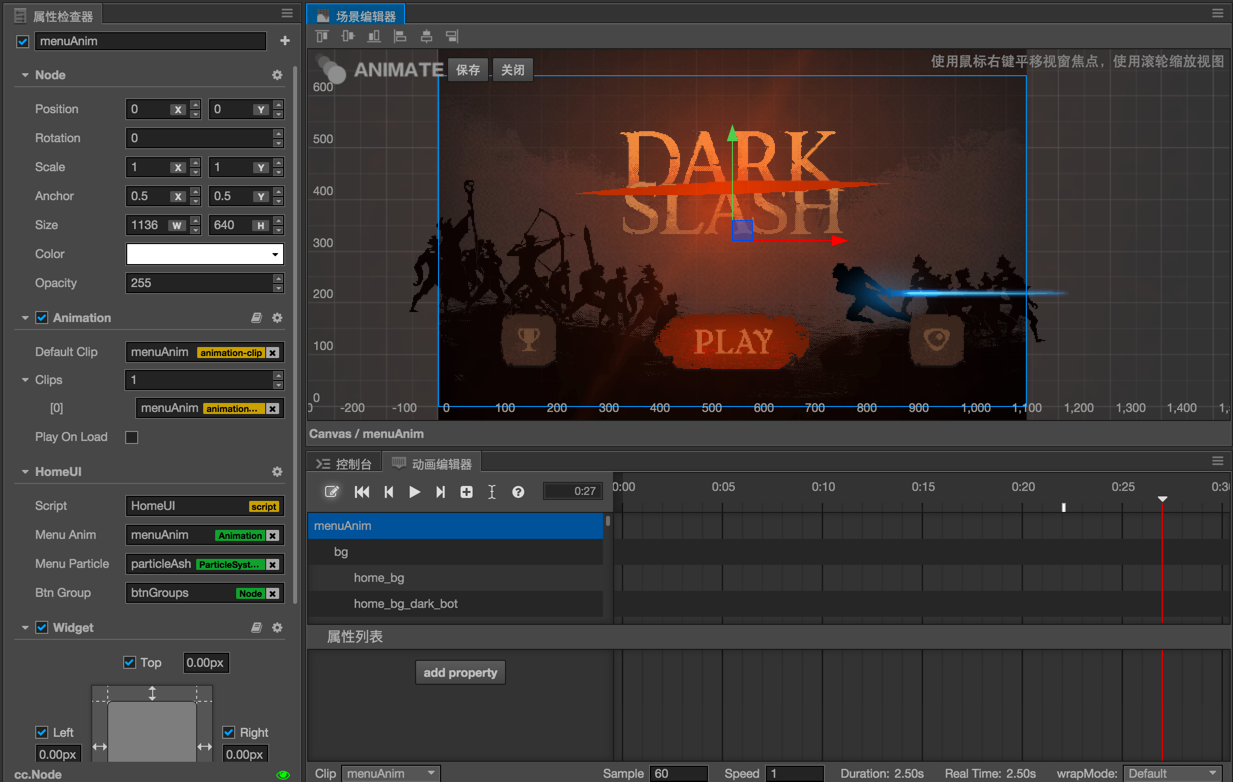 属性检查器
menuAnim
Node
Position 0 X 0 Y
Rotation 0
Scale 1 X 1 Y
Anchor 0.5 X 0.5 Y
Size 1136 W 640 H
Color
Opacity 255
Animation
Default Clip menuAnim animation-clip
Clips 1
[0] menuAnim animation...
Play On Load
HomeUI
Script HomeUI script
Menu Anim menuAnim Animation
Menu Particle particleAsh ParticleSyst...
Btn Group btnGroups Node
Widget
Top 0.00px
Left Right
0.00px 0.00px
cc.Node
场景编辑器
ANIMATE 保存 关闭 使用鼠标右键平移视窗焦点，使用滚轮缩放视图
600
500
400
300
200
100
0
DARK
SLASH
PLAY
-200 -100 0 100 200 300 400 500 600 700 800 900 1,000 1,100 1,200 1,300 1,400
Canvas / menuAnim
控制台 动画编辑器
0:27 0:00 0:05 0:10 0:15 0:20 0:25
menuAnim
bg
home_bg
home_bg_dark_bot
属性列表
add property
Clip menuAnim Sample 60 Speed 1 Duration: 2.50s Real Time: 2.50s wrapMode: Default